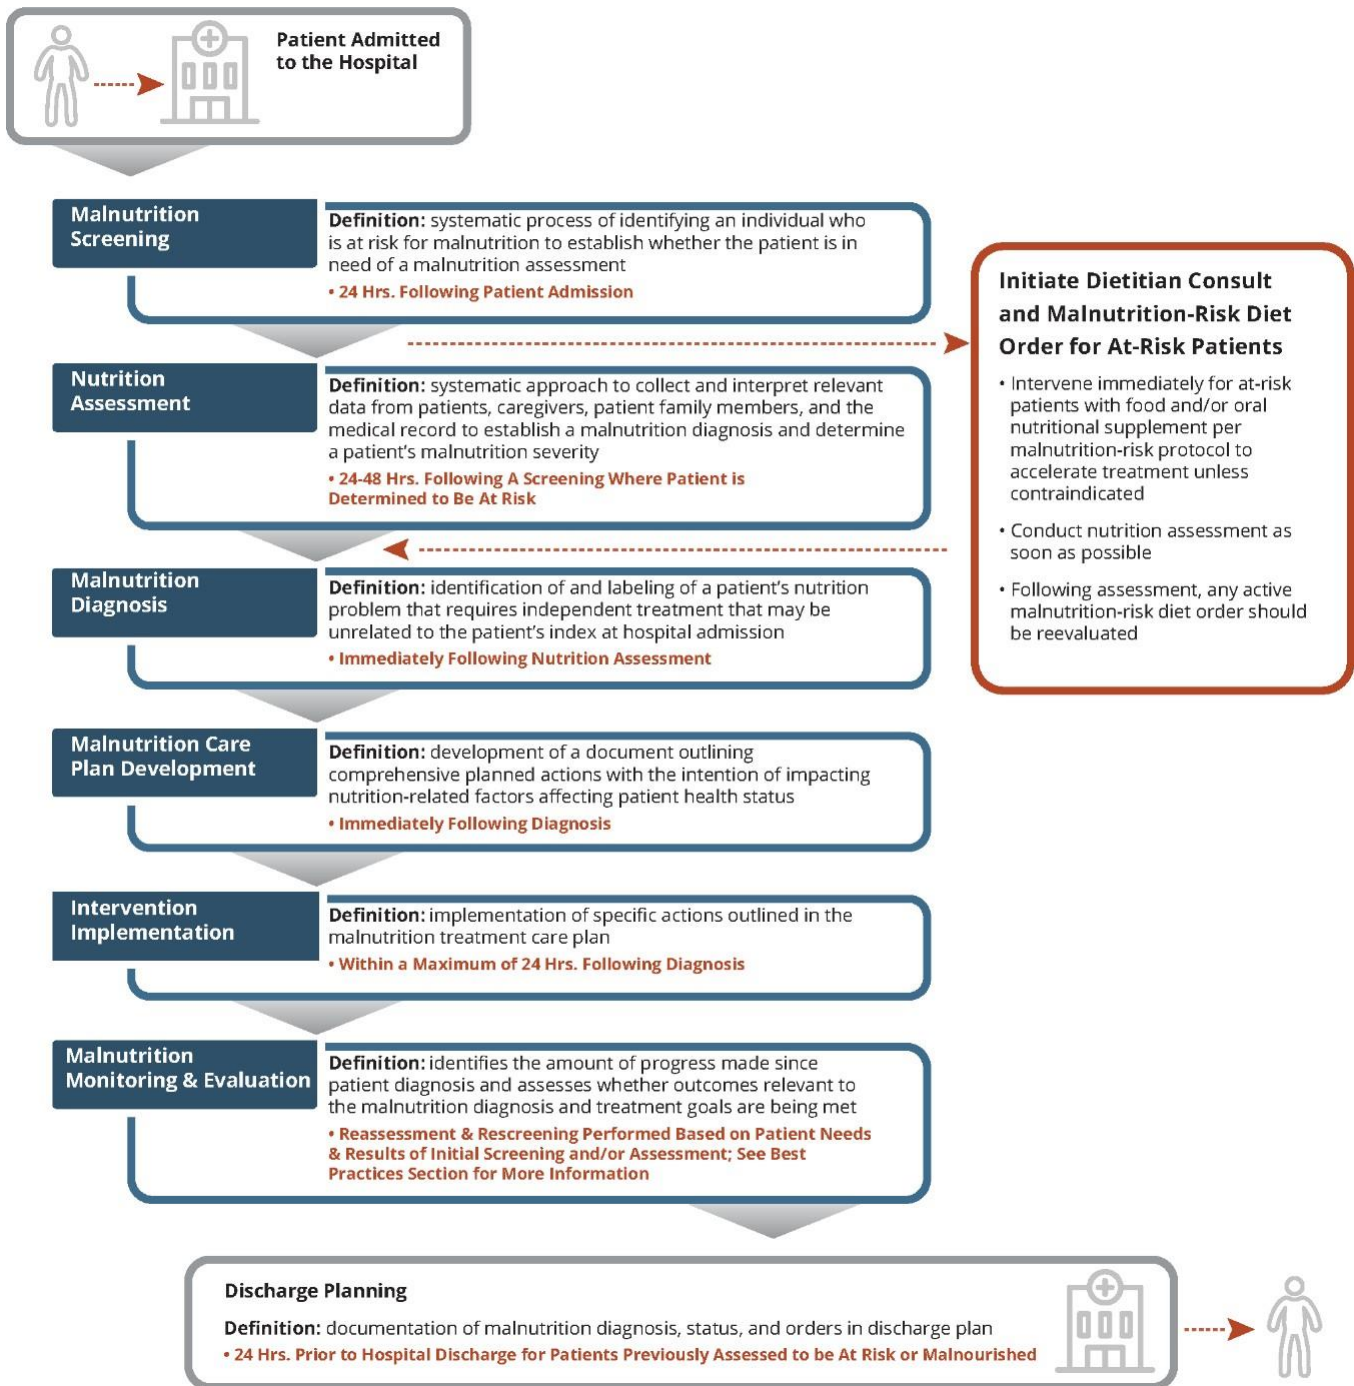 Patient Admitted
to the Hospital
Malnutrition
Screening
Definition: systematic process of identifying an individual who
is at risk for malnutrition to establish whether the patient is in
need of a malnutrition assessment
• 24 Hrs. Following Patient Admission
Initiate Dietitian Consult
and Malnutrition-Risk Diet
Order for At-Risk Patients
• Intervene immediately for at-risk
patients with food and/or oral
nutritional supplement per
malnutrition-risk protocol to
accelerate treatment unless
contraindicated
• Conduct nutrition assessment as
soon as possible
• Following assessment, any active
malnutrition-risk diet order should
be reevaluated
Nutrition
Assessment
Definition: systematic approach to collect and interpret relevant
data from patients, caregivers, patient family members, and the
medical record to establish a malnutrition diagnosis and determine
a patient's malnutrition severity
• 24-48 Hrs. Following A Screening Where Patient is
Determined to Be At Risk
Malnutrition
Diagnosis
Definition: identification of and labeling of a patient's nutrition
problem that requires independent treatment that may be
unrelated to the patient's index at hospital admission
• Immediately Following Nutrition Assessment
Malnutrition Care
Plan Development
Definition: development of a document outlining
comprehensive planned actions with the intention of impacting
nutrition-related factors affecting patient health status
• Immediately Following Diagnosis
Intervention
Implementation
Definition: implementation of specific actions outlined in the
malnutrition treatment care plan
• Within a Maximum of 24 Hrs. Following Diagnosis
Malnutrition
Monitoring & Evaluation
Definition: identifies the amount of progress made since
patient diagnosis and assesses whether outcomes relevant to
the malnutrition diagnosis and treatment goals are being met
• Reassessment & Rescreening Performed Based on Patient Needs
& Results of Initial Screening and/or Assessment; See Best
Practices Section for More Information
Discharge Planning
Definition: documentation of malnutrition diagnosis, status, and orders in discharge plan
• 24 Hrs. Prior to Hospital Discharge for Patients Previously Assessed to be At Risk or Malnourished